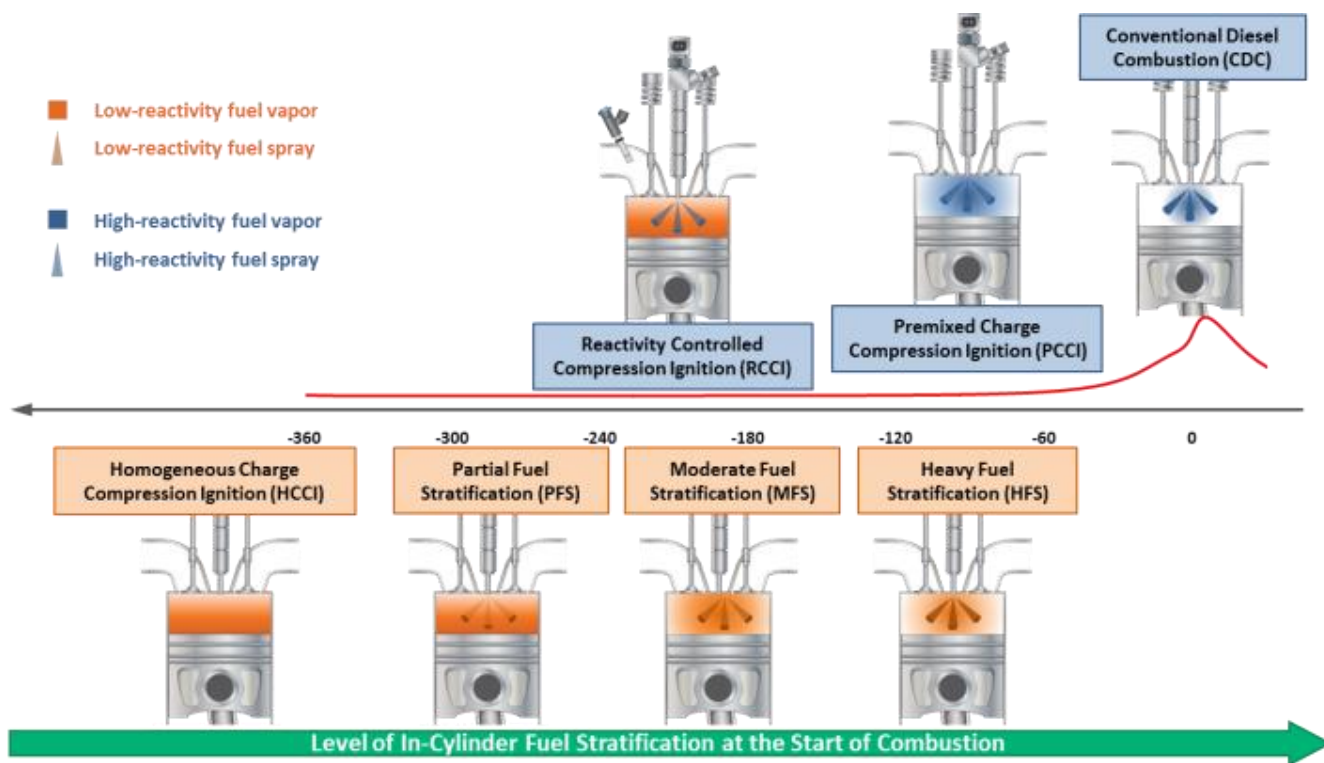 Conventional Diesel
Combustion (CDC)
Low-reactivity fuel vapor
Low-reactivity fuel spray
High-reactivity fuel vapor
High-reactivity fuel spray
Reactivity Controlled
Compression Ignition (RCCI)
Premixed Charge
Compression Ignition (PCCI)
-360 -300 -240 -180 -120 -60 0
Homogeneous Charge
Compression Ignition (HCCI)
Partial Fuel
Stratification (PFS)
Moderate Fuel
Stratification (MFS)
Heavy Fuel
Stratification (HFS)
Level of In-Cylinder Fuel Stratification at the Start of Combustion